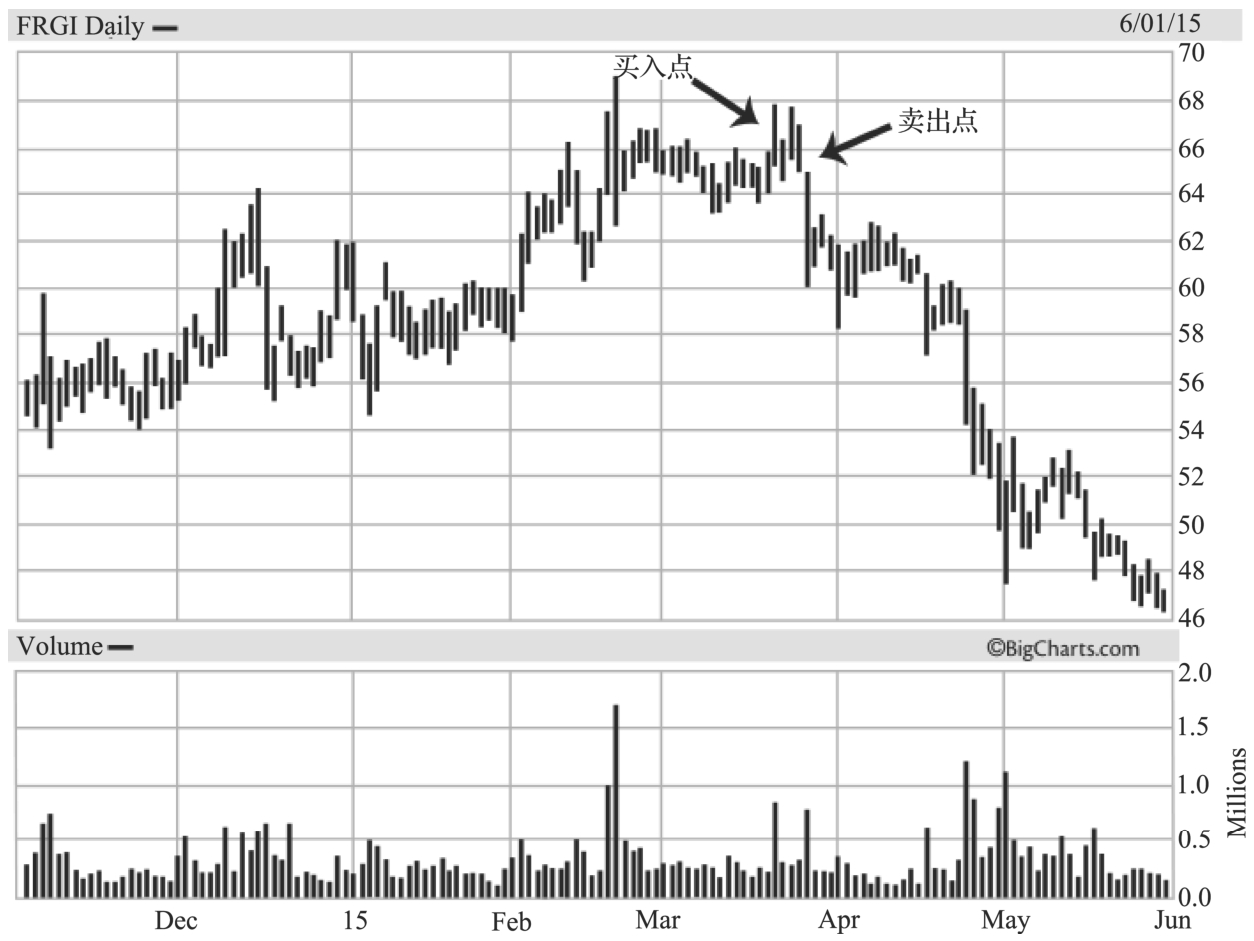 FRGI Daily
6/01/15
70
买入点
68
卖出点
66
64
62
60
58
56
54
52
50
48
46
Volume
©BigCharts.com
2.0
1.5
1.0
0.5
0.0
Millions
Dec 15 Feb Mar Apr May Jun